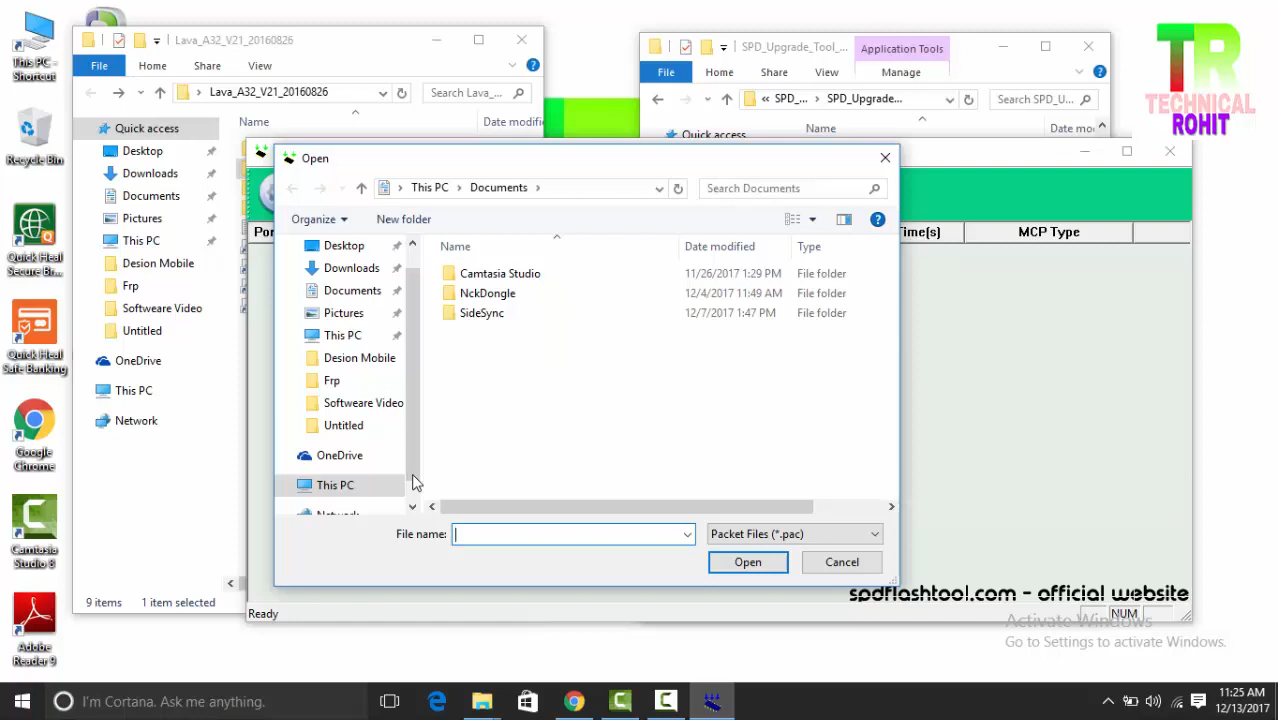 This PC - Shortcut
Recycle Bin
Quick Heal Secure Br...
Quick Heal Safe Banking
Google Chrome
Camtasia Studio 8
Adobe Reader 9
Lava_A32_V21_20160826
File Home Share View
Lava_A32_V21_20160826
Search Lava_...
Name Date modifi
Quick access
Desktop
Downloads
Documents
Pictures
This PC
Desion Mobile
Frp
Softweare Video
Untitled
OneDrive
This PC
Network
9 items 1 item selected
SPD_Upgrade_Tool_...
Application Tools
File Home Share View Manage
« SPD_... SPD_Upgrade...
Search SPD_U...
Quick access
Name Date mo
TR
TECHNICAL
ROHIT
Time(s) MCP Type
Open
This PC Documents
Search Documents
Organize New folder
Name Date modified Type
Desktop
Downloads
Documents
Pictures
This PC
Desion Mobile
Frp
Softweare Video
Untitled
OneDrive
This PC
Network
Camtasia Studio 11/26/2017 1:29 PM File folder
NckDongle 12/4/2017 11:49 AM File folder
SideSync 12/7/2017 1:47 PM File folder
File name: Packet Files (*.pac)
Open Cancel
spdflashtool.com - official website
Ready NUM
Activate Windows
Go to Settings to activate Windows.
I'm Cortana. Ask me anything.
11:25 AM
12/13/2017